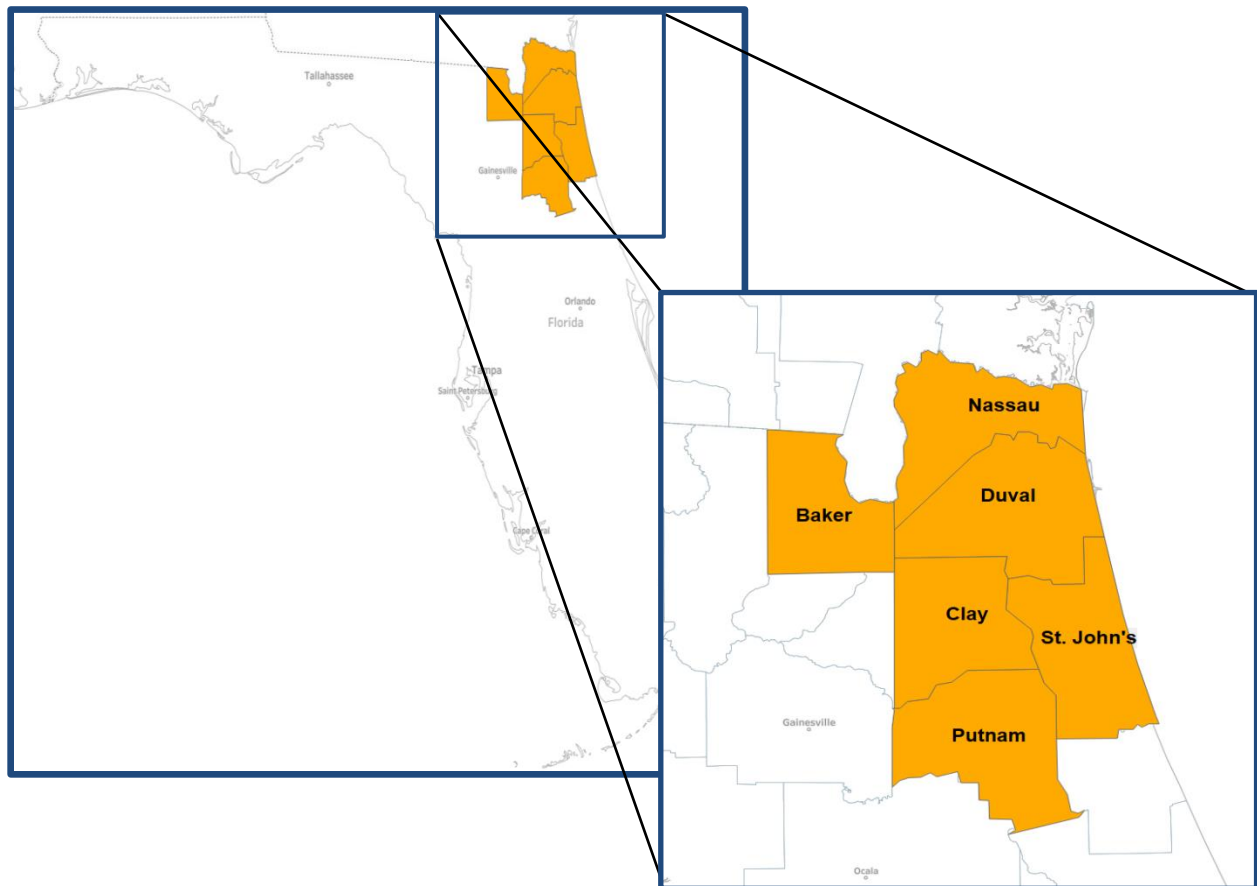 Tallahassee
Gainesville
Orlando
Florida
Tampa
Saint Petersburg
Cape Coral
Nassau
Duval
Baker
Clay
St. John's
Gainesville
Putnam
Ocala